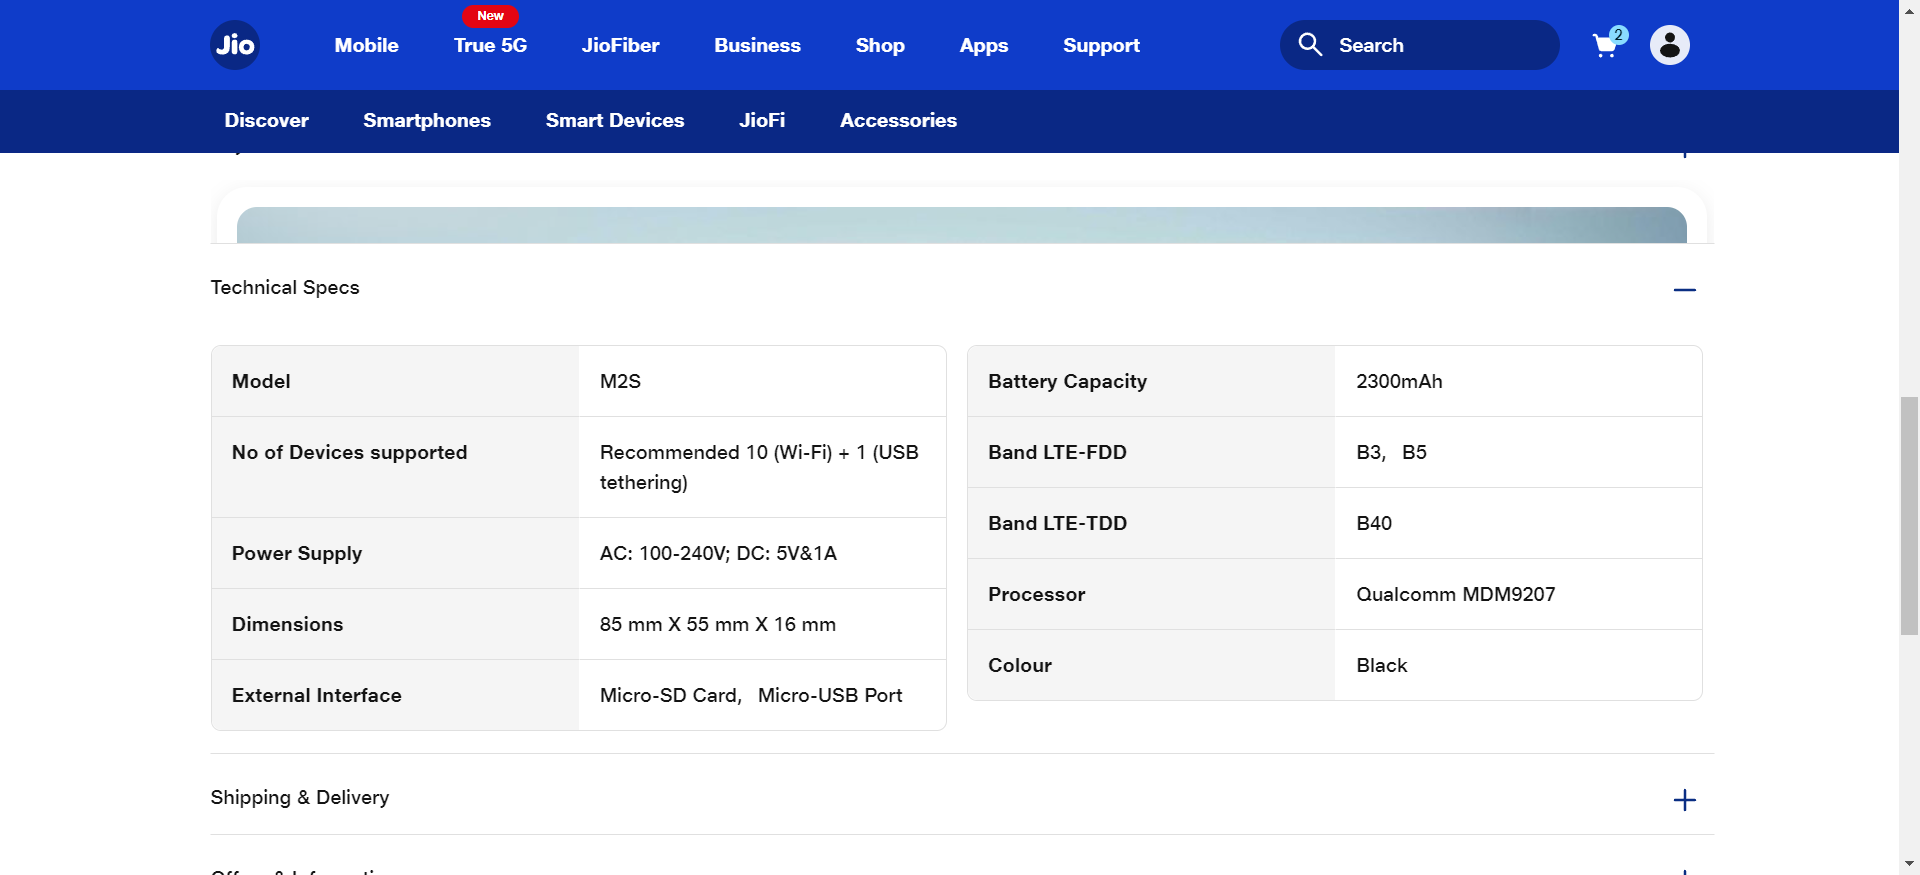 New
Jio
Mobile
True 5G
JioFiber
Business
Shop
Apps
Support
Search
2
Discover
Smartphones
Smart Devices
JioFi
Accessories
Technical Specs
Model
M2S
No of Devices supported
Recommended 10 (Wi-Fi) + 1 (USB
tethering)
Power Supply
AC: 100-240V; DC: 5V&1A
Dimensions
85 mm X 55 mm X 16 mm
External Interface
Micro-SD Card, Micro-USB Port
Battery Capacity
2300mAh
Band LTE-FDD
B3, B5
Band LTE-TDD
B40
Processor
Qualcomm MDM9207
Colour
Black
Shipping & Delivery